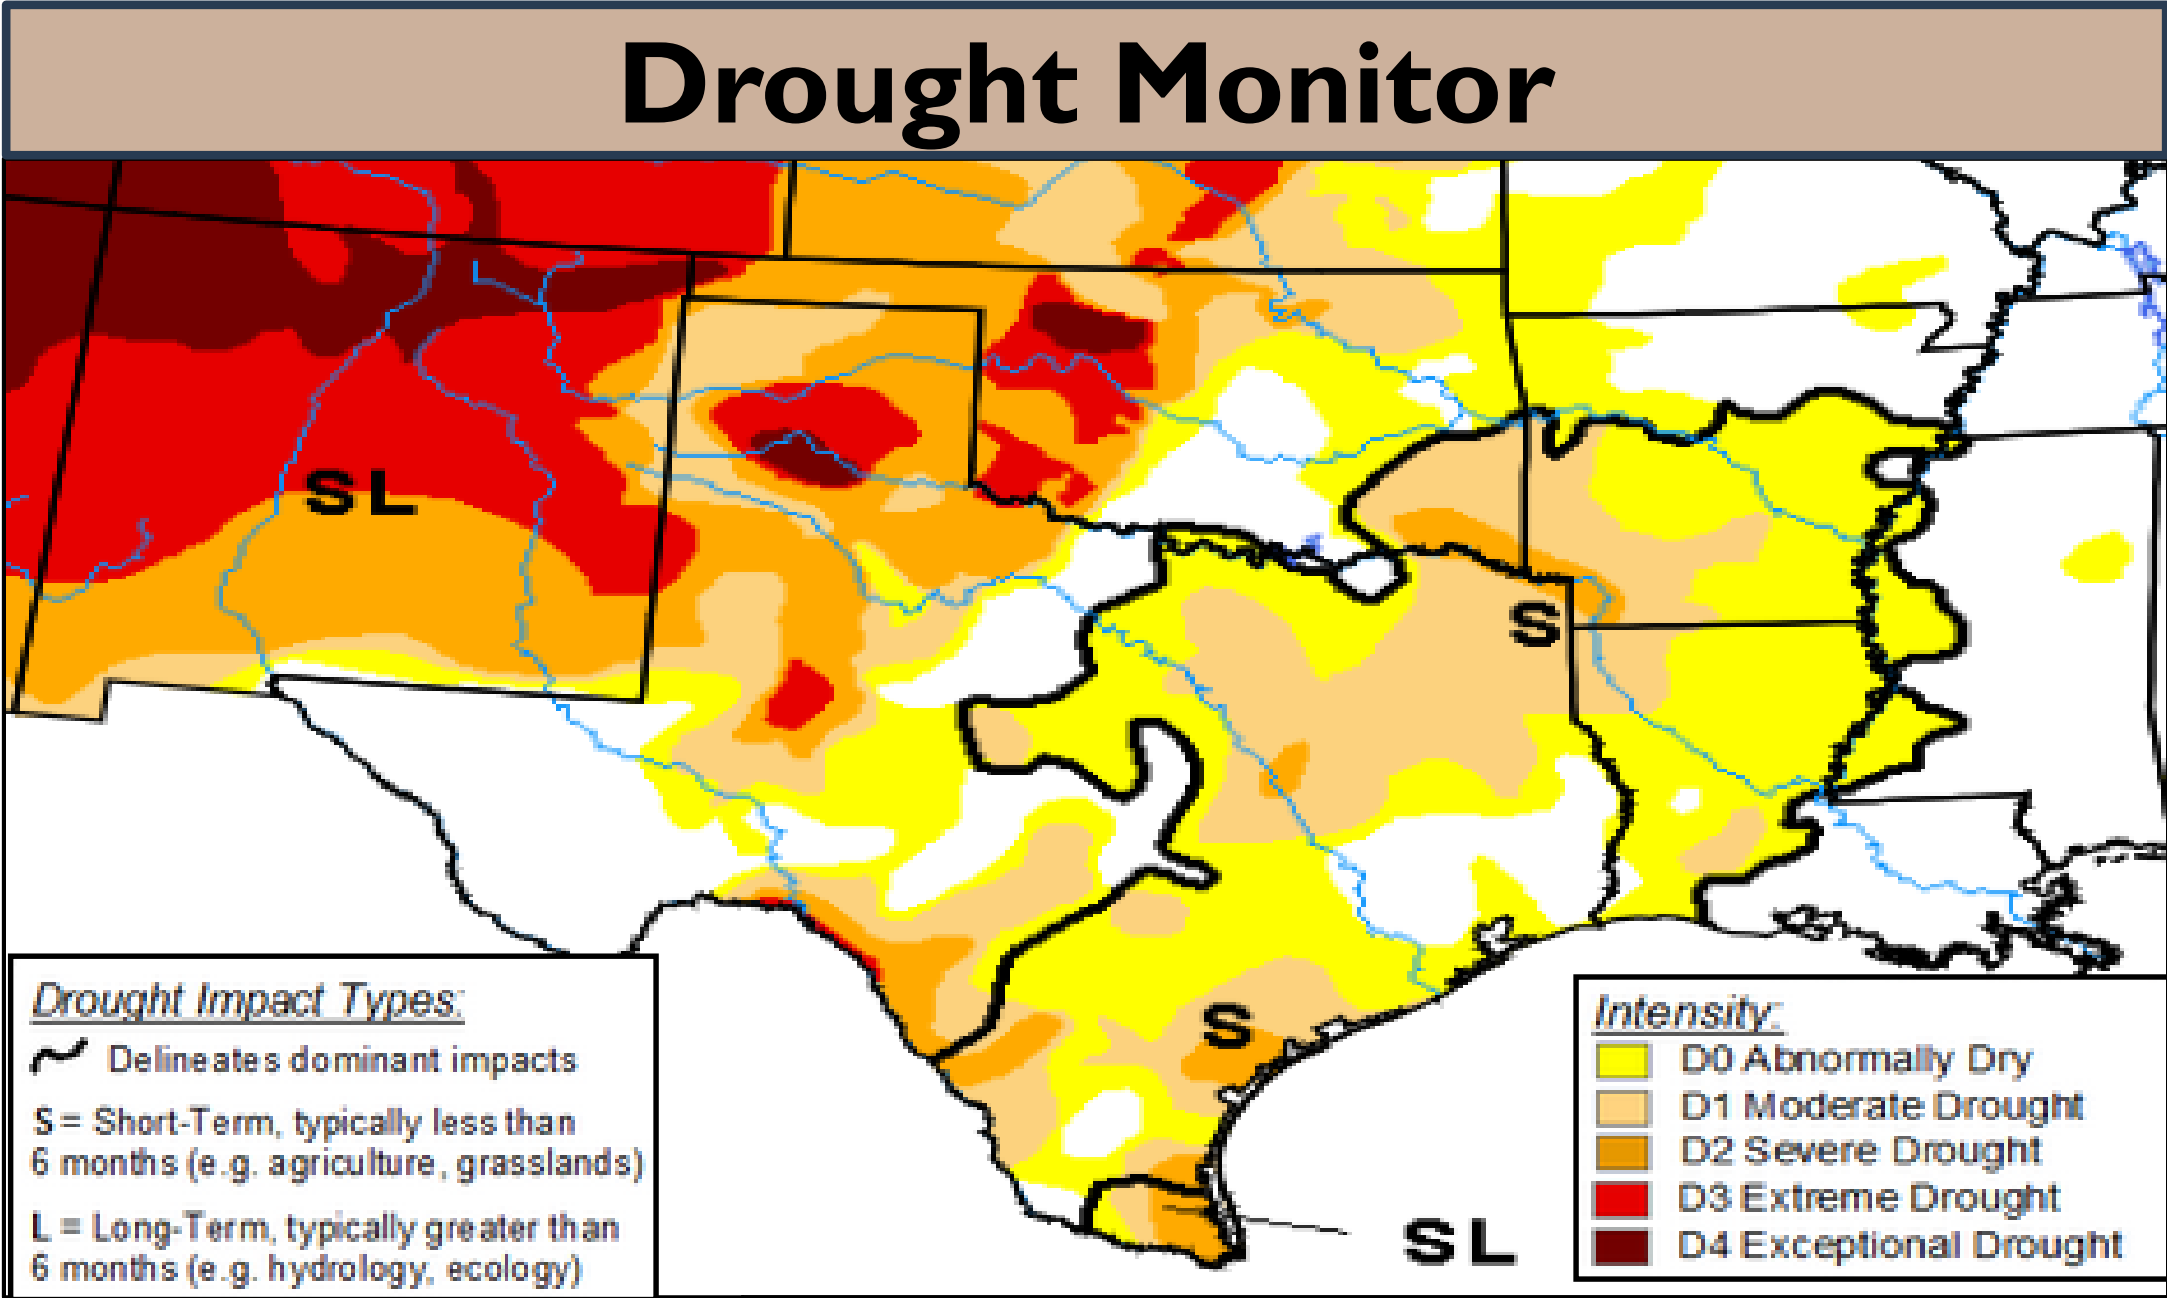 Drought Monitor
SL
S
S
SL
Drought Impact Types:
Delineates dominant impacts
S = Short-Term, typically less than
6 months (e.g. agriculture, grasslands)
L = Long-Term, typically greater than
6 months (e.g. hydrology, ecology)
Intensity:
D0 Abnormally Dry
D1 Moderate Drought
D2 Severe Drought
D3 Extreme Drought
D4 Exceptional Drought